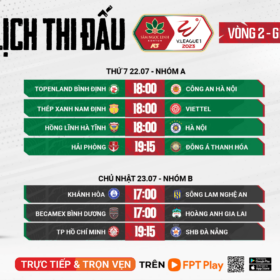 LỊCH THI ĐẤU
V.LEAGUE 1
2023
VÒNG 2 - G
THỨ 7 22.07 - NHÓM A
TOPENLAND BÌNH ĐỊNH 18:00 CÔNG AN HÀ NỘI
THÉP XANH NAM ĐỊNH 18:00 VIETTEL
HỒNG LĨNH HÀ TĨNH 18:00 HÀ NỘI
HẢI PHÒNG 19:15 ĐÔNG Á THANH HÓA
CHỦ NHẬT 23.07 - NHÓM B
KHÁNH HÒA 17:00 SÔNG LAM NGHỆ AN
BECAMEX BÌNH DƯƠNG 17:00 HOÀNG ANH GIA LAI
TP HỒ CHÍ MINH 19:15 SHB ĐÀ NẴNG
TRỰC TIẾP & TRỌN VẸN TRÊN FPT Play